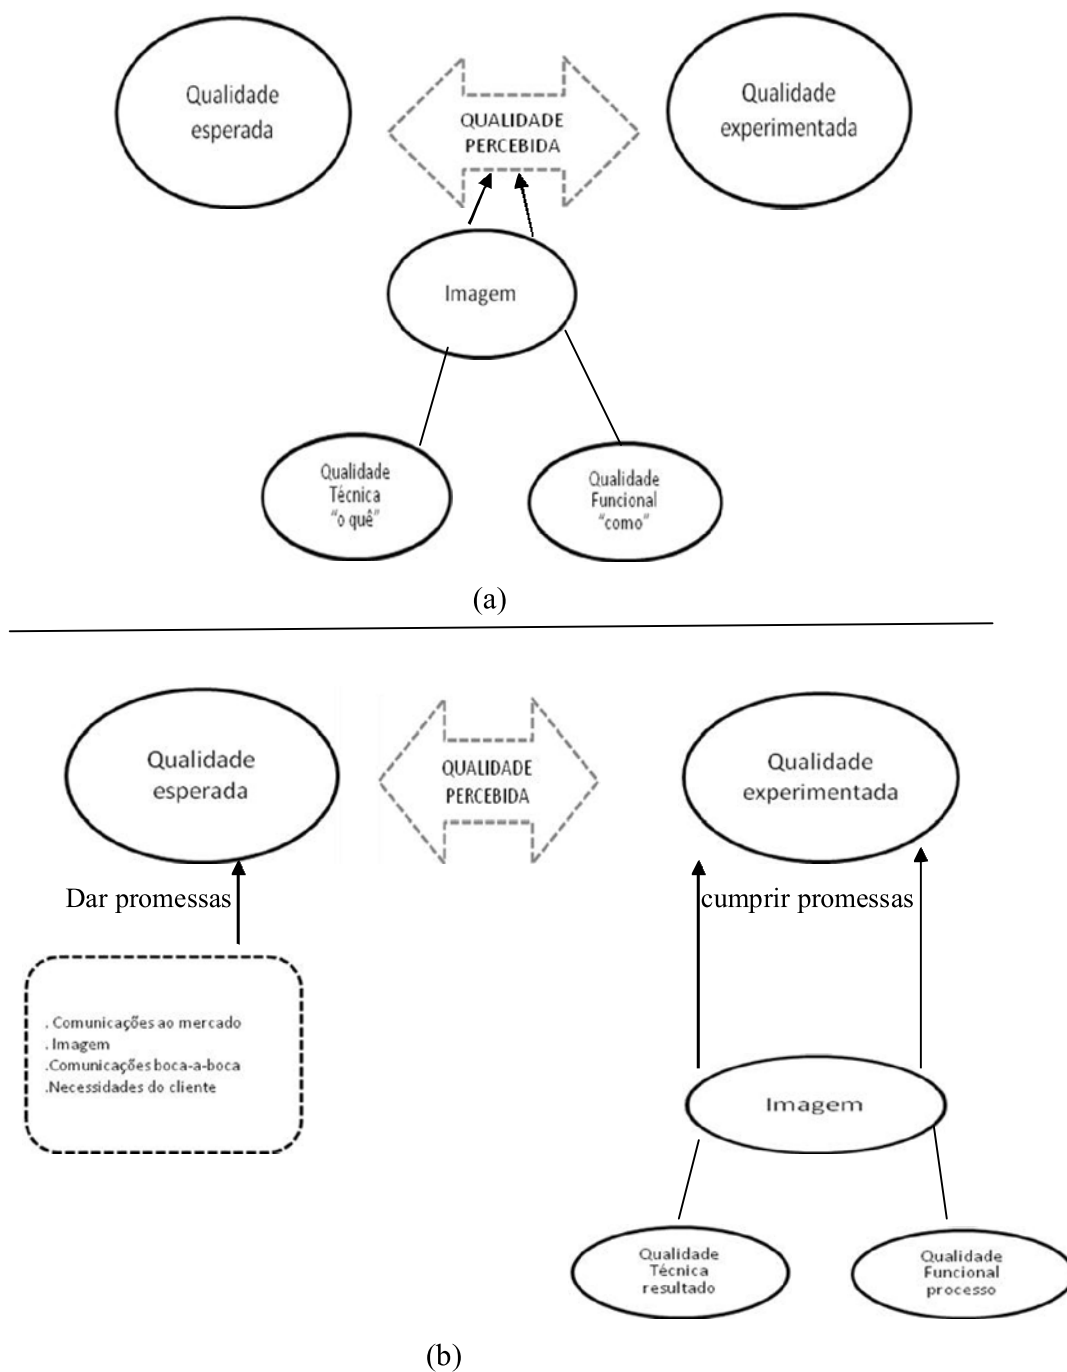 Qualidade
esperada
QUALIDADE
PERCEBIDA
Qualidade
experimentada
Imagem
Qualidade
Técnica
"o quê"
Qualidade
Funcional
"como"
(a)
Qualidade
esperada
QUALIDADE
PERCEBIDA
Qualidade
experimentada
Dar promessas
cumprir promessas
. Comunicações ao mercado
. Imagem
.Comunicações boca-a-boca
.Necessidades do cliente
Imagem
Qualidade
Técnica
resultado
Qualidade
Funcional
processo
(b)